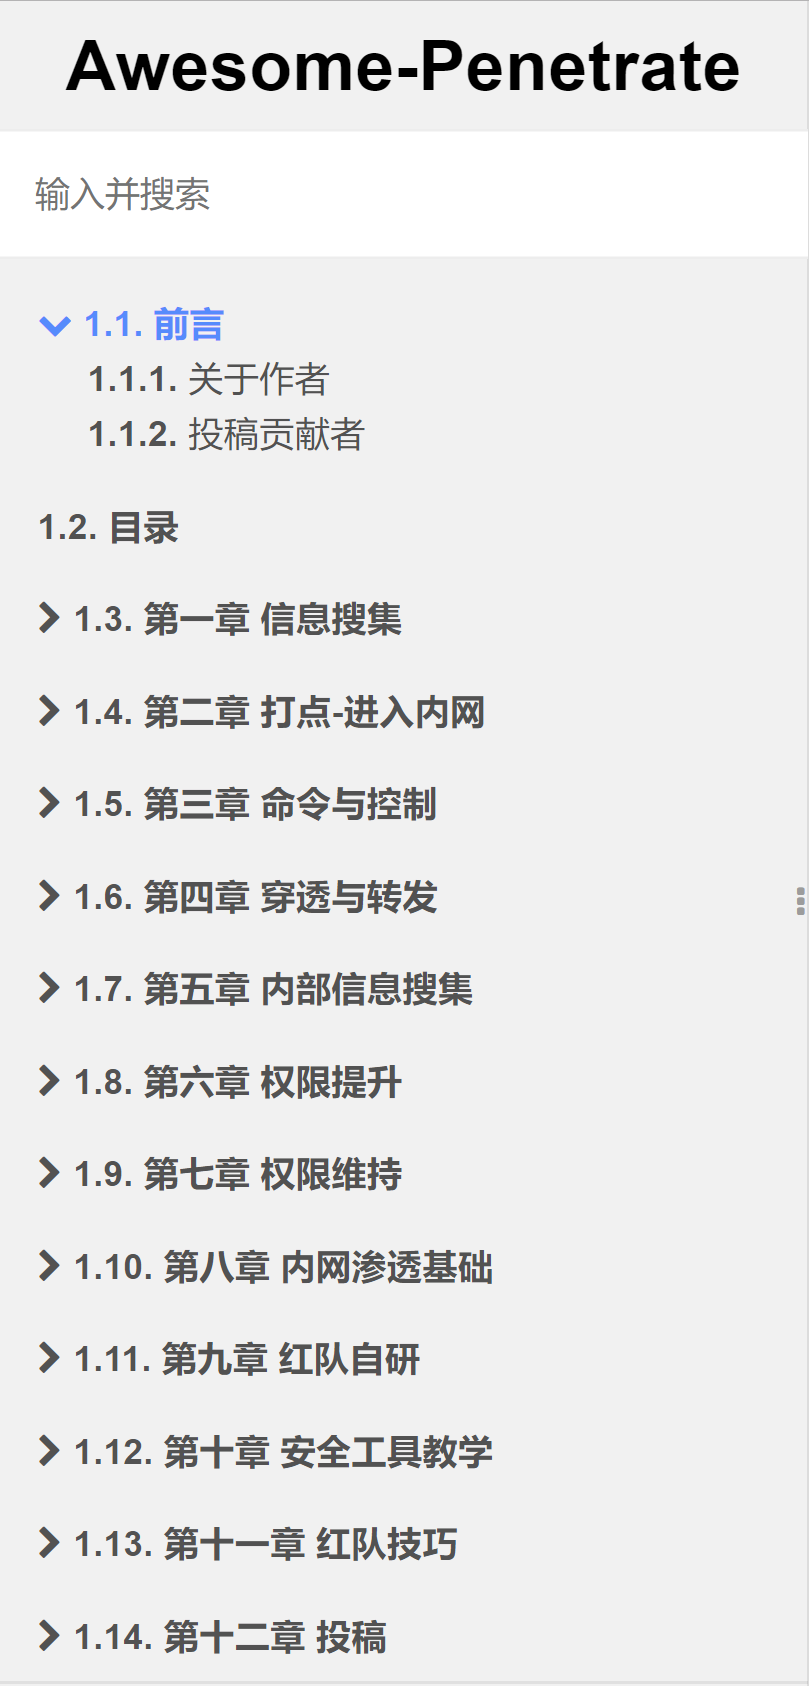 Awesome-Penetrate
输入并搜索
1.1. 前言
1.1.1. 关于作者
1.1.2. 投稿贡献者
1.2. 目录
1.3. 第一章 信息搜集
1.4. 第二章 打点-进入内网
1.5. 第三章 命令与控制
1.6. 第四章 穿透与转发
1.7. 第五章 内部信息搜集
1.8. 第六章 权限提升
1.9. 第七章 权限维持
1.10. 第八章 内网渗透基础
1.11. 第九章 红队自研
1.12. 第十章 安全工具教学
1.13. 第十一章 红队技巧
1.14. 第十二章 投稿